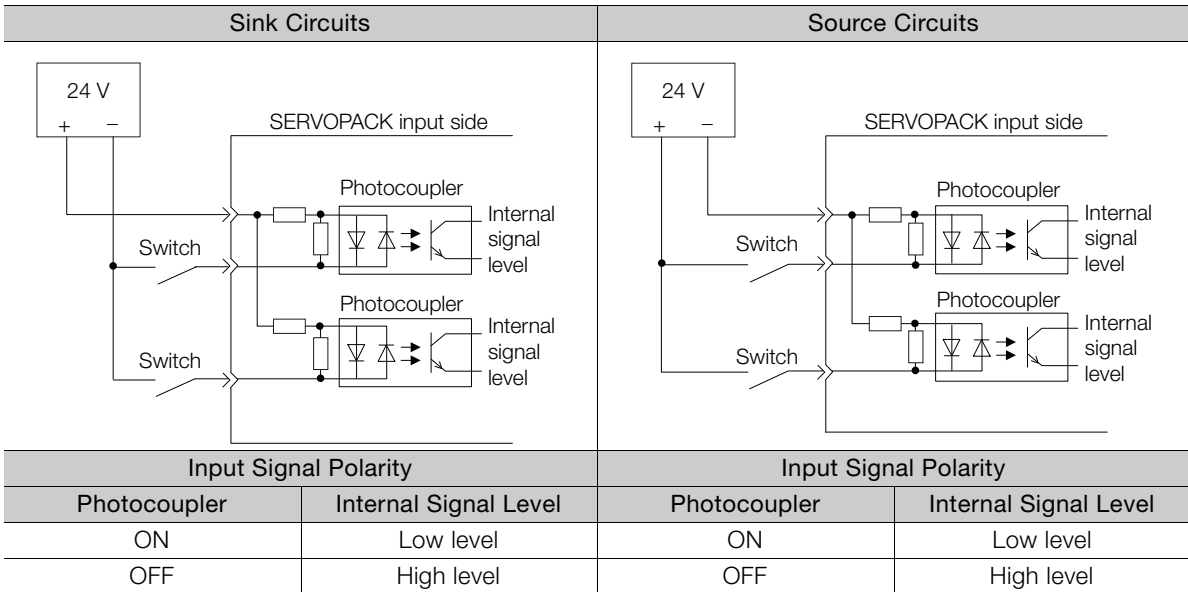 Sink Circuits
Source Circuits
24 V
+ −
SERVOPACK input side
Photocoupler
Internal
signal
level
Switch
Photocoupler
Internal
signal
level
Switch
24 V
+ −
SERVOPACK input side
Photocoupler
Internal
signal
level
Switch
Photocoupler
Internal
signal
level
Switch
Input Signal Polarity
Input Signal Polarity
Photocoupler Internal Signal Level Photocoupler Internal Signal Level
ON Low level ON Low level
OFF High level OFF High level